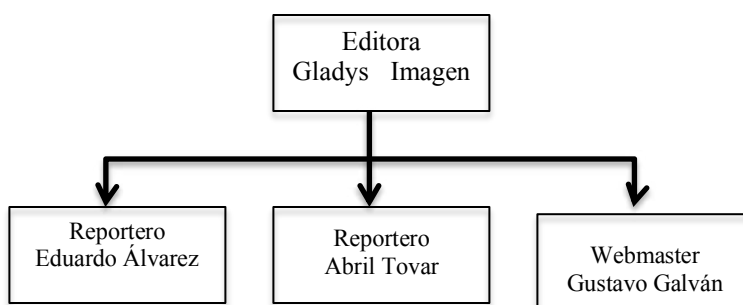 Editora
Gladys Imagen
Reportero
Eduardo Álvarez
Reportero
Abril Tovar
Webmaster
Gustavo Galván